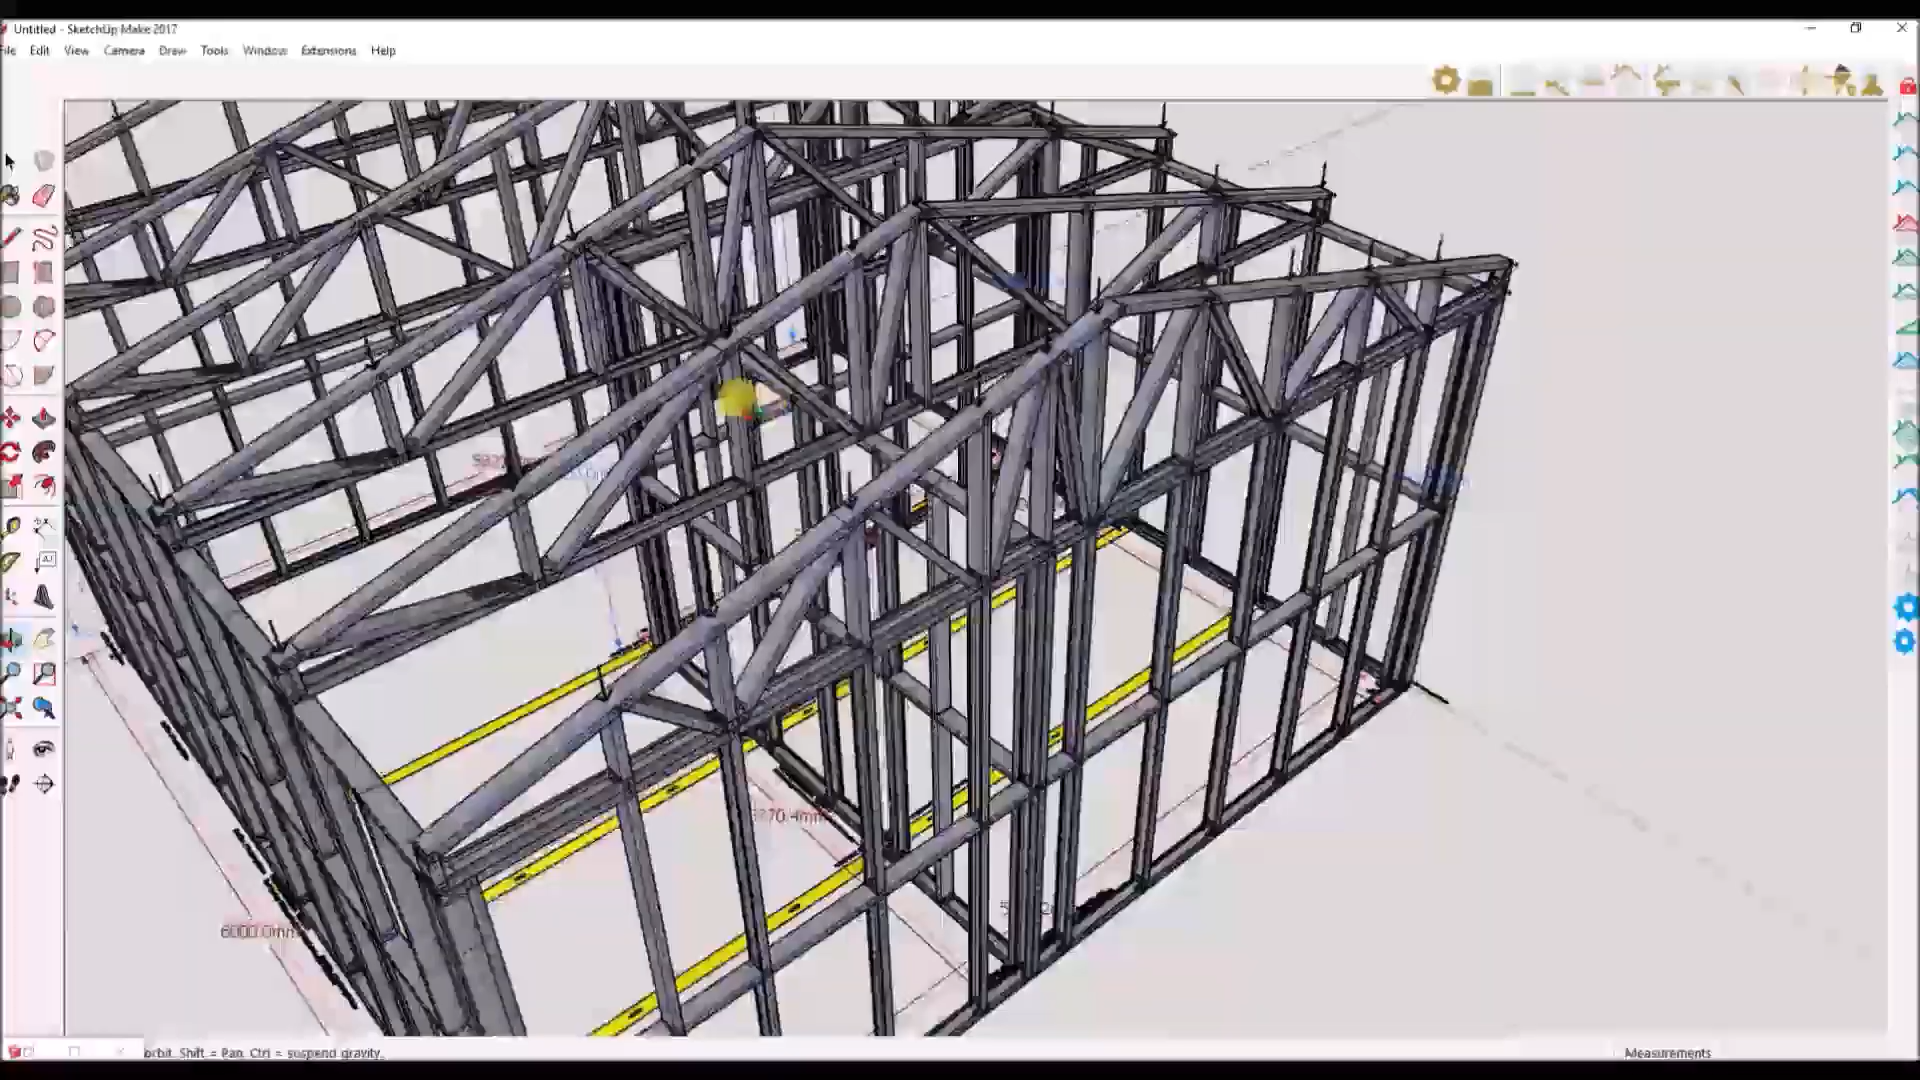 Untitled - SketchUp Make 2017
File Edit View Camera Draw Tools Window Extensions Help
6000.0mm
orbit. Shift = Pan, Ctrl = suspend gravity.
Measurements